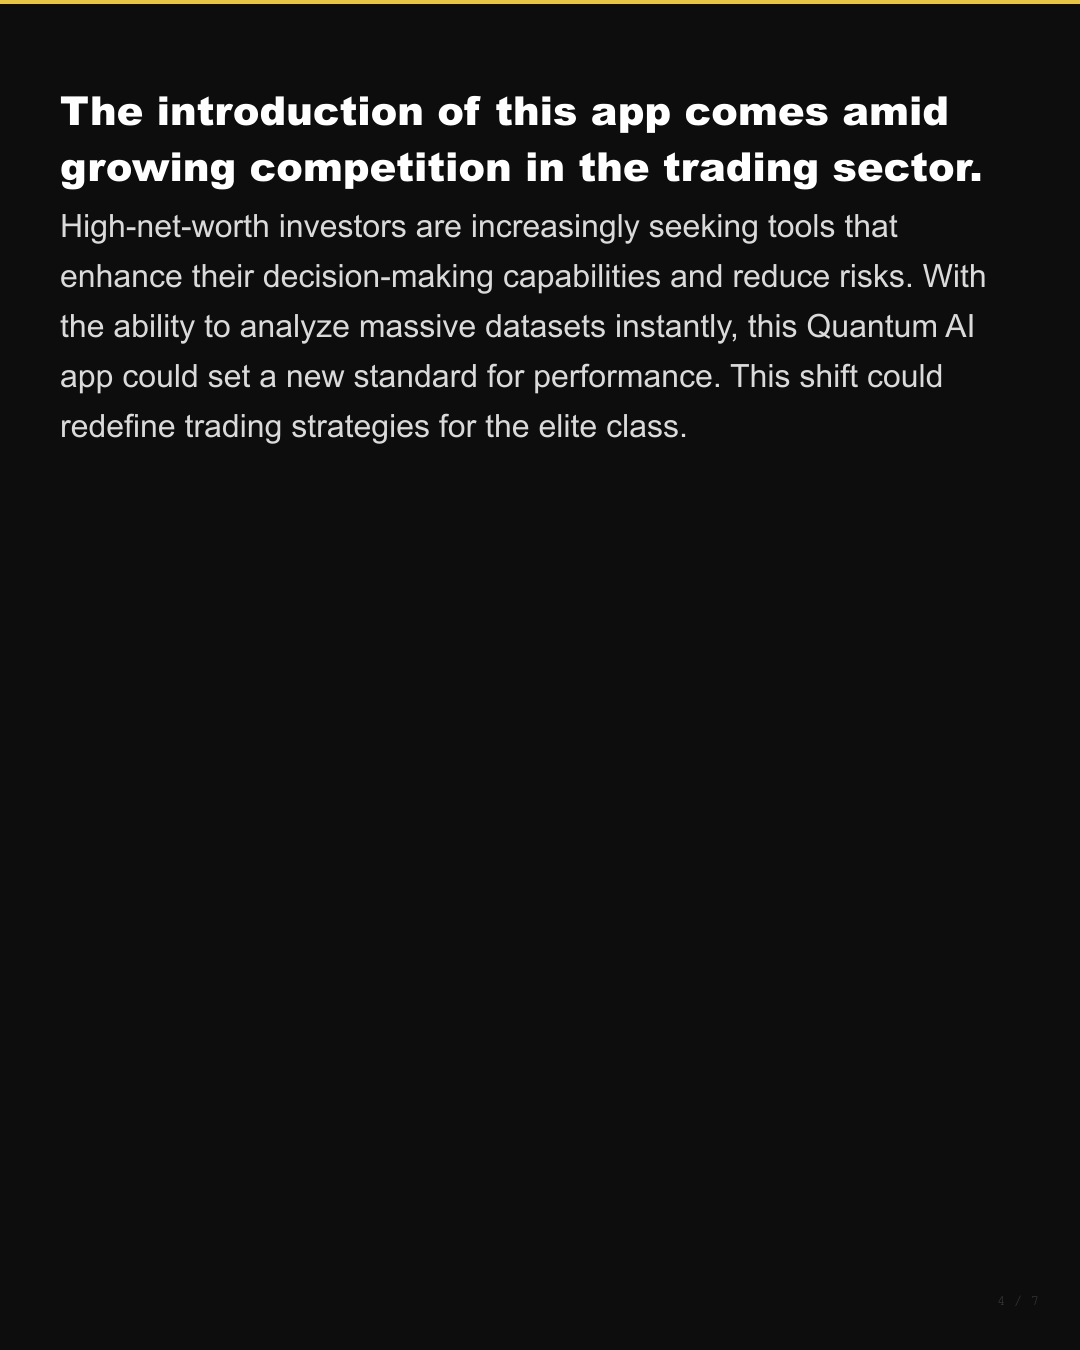 The introduction of this app comes amid
growing competition in the trading sector.
High-net-worth investors are increasingly seeking tools that
enhance their decision-making capabilities and reduce risks. With
the ability to analyze massive datasets instantly, this Quantum AI
app could set a new standard for performance. This shift could
redefine trading strategies for the elite class.
4 / 7